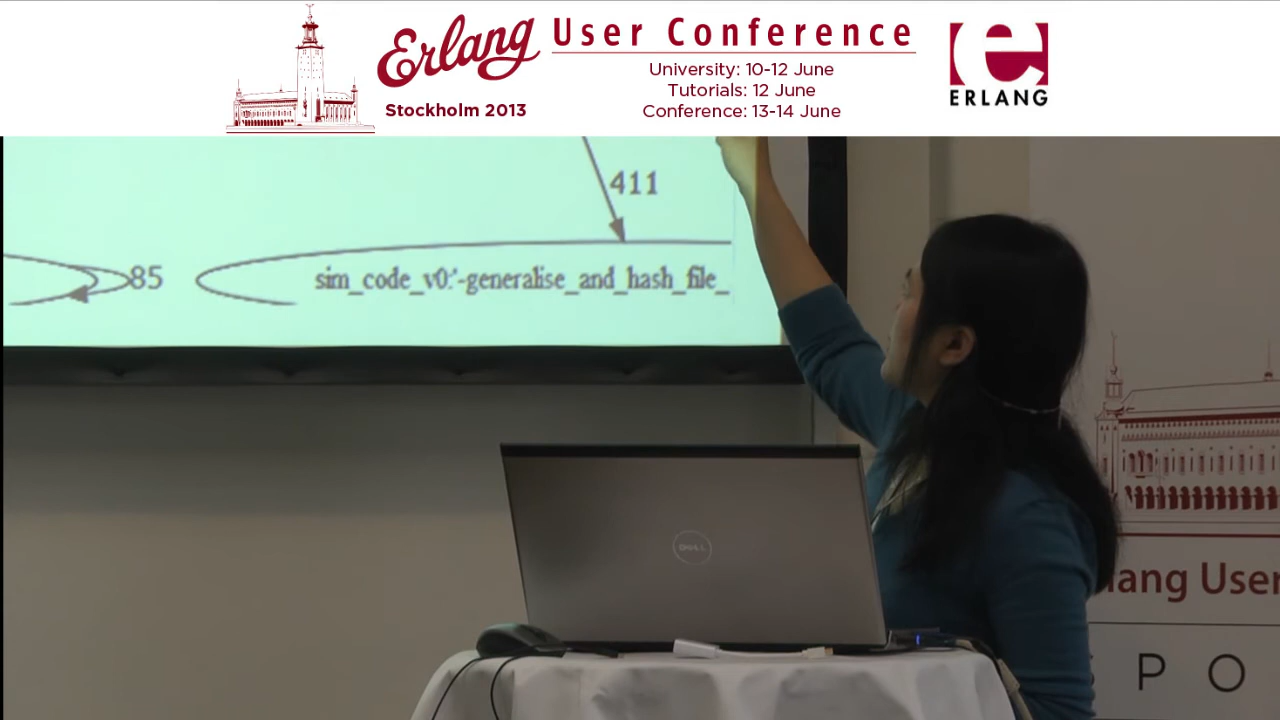 Erlang User Conference
Stockholm 2013
University: 10-12 June
Tutorials: 12 June
Conference: 13-14 June
ERLANG
411
85
sim_code_v0:'-generalise_and_hash_file_
DELL
lang User
P O